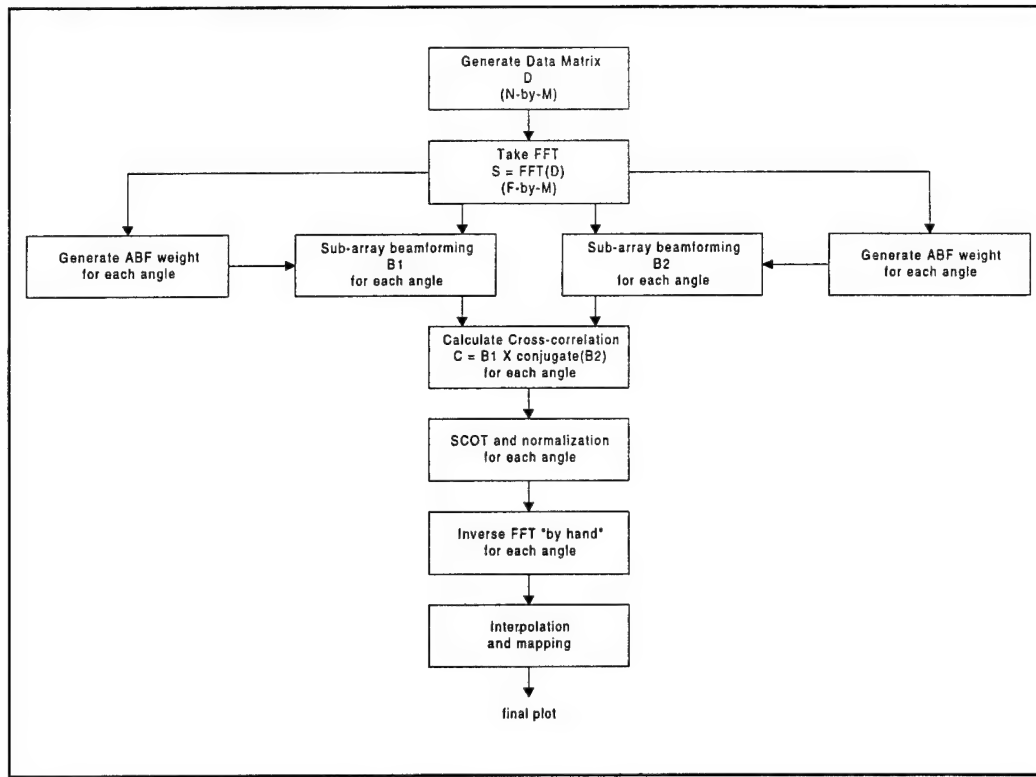 Generate Data Matrix
D
(N-by-M)
Take FFT
S = FFT(D)
(F-by-M)
Generate ABF weight
for each angle
Sub-array beamforming
B1
for each angle
Sub-array beamforming
B2
for each angle
Generate ABF weight
for each angle
Calculate Cross-correlation
C = B1 X conjugate(B2)
for each angle
SCOT and normalization
for each angle
Inverse FFT "by hand"
for each angle
Interpolation
and mapping
final plot